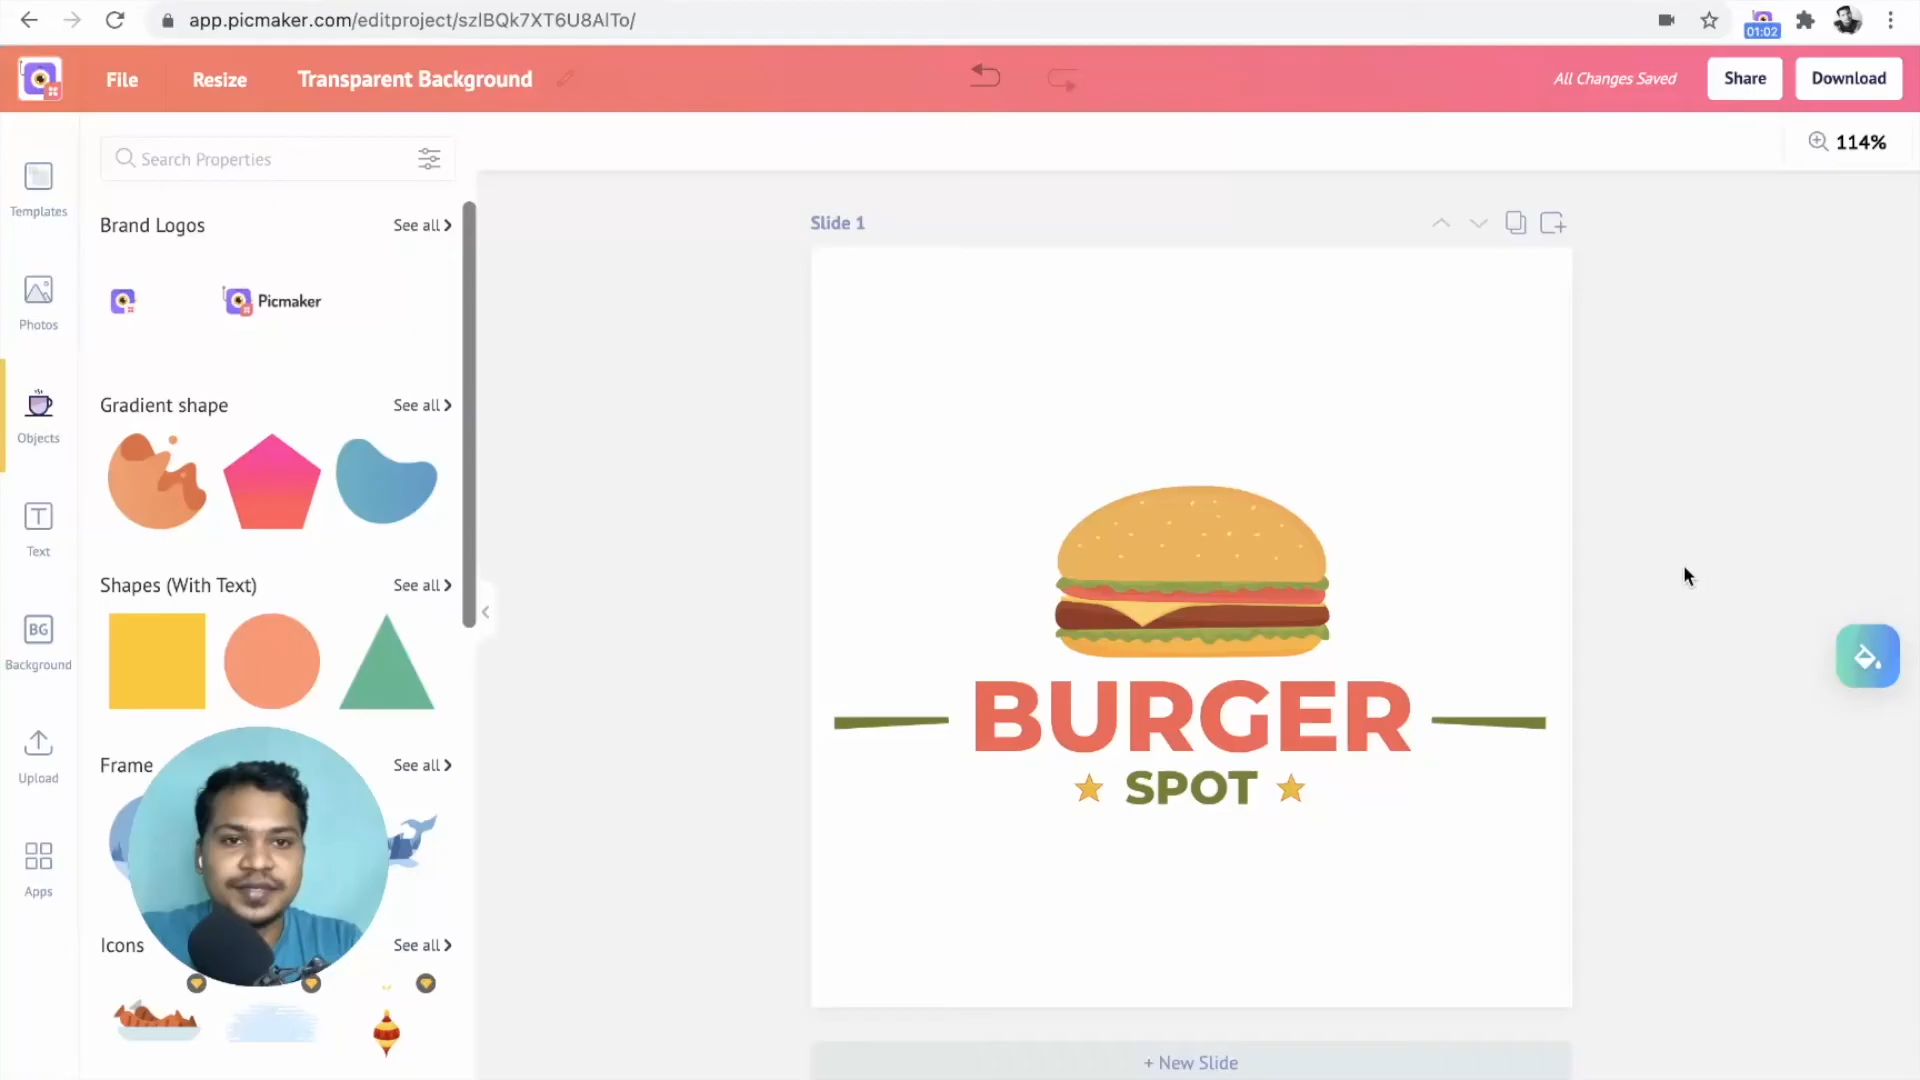 app.picmaker.com/editproject/szlBQk7XT6U8AlTo/
01:02
File
Resize
Transparent Background
All Changes Saved
Share
Download
Search Properties
114%
Templates
Photos
Objects
Text
BG
Background
Upload
Apps
Brand Logos
See all
Picmaker
Gradient shape
See all
Shapes (With Text)
See all
Frame
See all
Icons
See all
Slide 1
BURGER
SPOT
+ New Slide